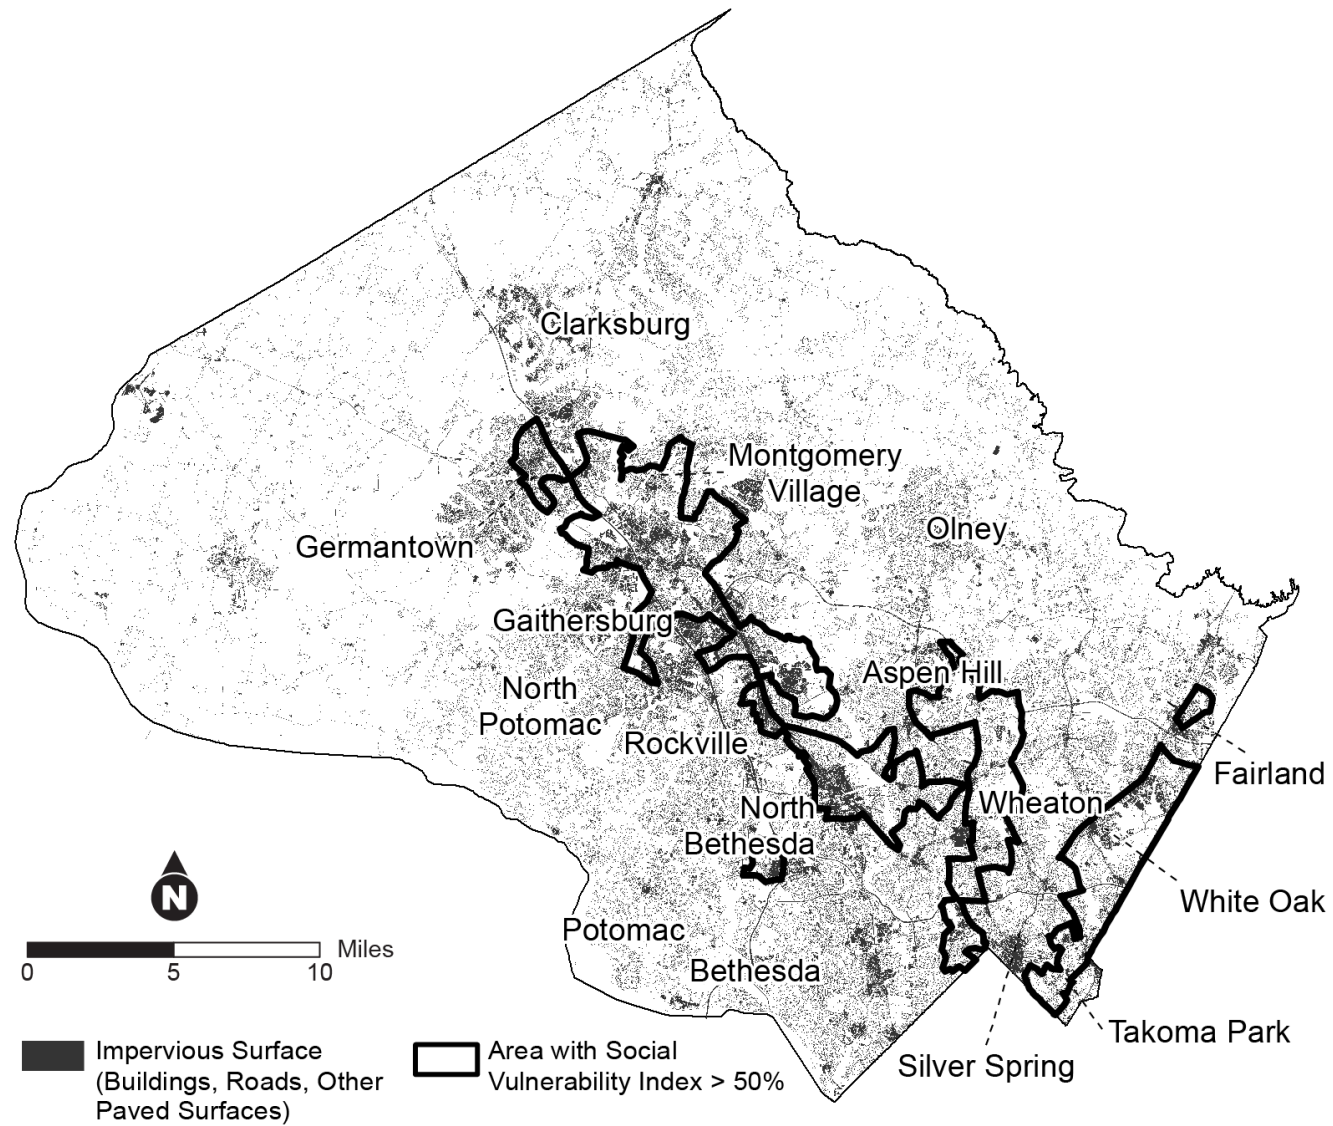 Clarksburg
Montgomery
Village
Olney
Germantown
Gaithersburg
Aspen Hill
North
Potomac
Rockville
Fairland
North
Bethesda
Wheaton
White Oak
Potomac
Bethesda
Takoma Park
Silver Spring
N
Miles
0 5 10
Impervious Surface
(Buildings, Roads, Other
Paved Surfaces)
Area with Social
Vulnerability Index > 50%